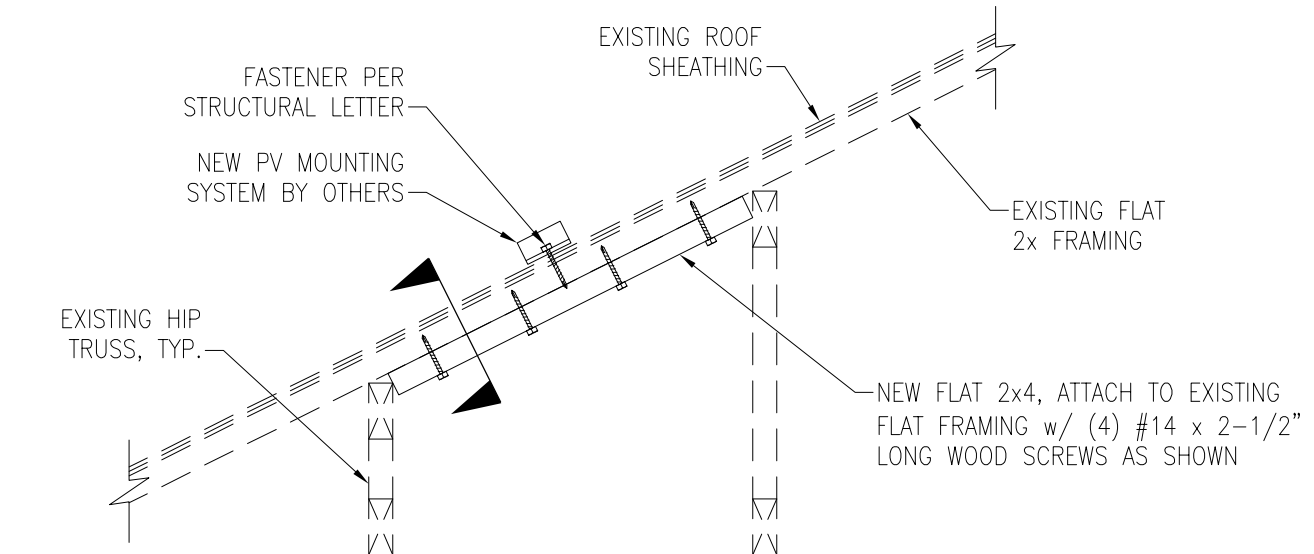 EXISTING ROOF
SHEATHING
FASTENER PER
STRUCTURAL LETTER
NEW PV MOUNTING
SYSTEM BY OTHERS
EXISTING FLAT
2x FRAMING
EXISTING HIP
TRUSS, TYP.
NEW FLAT 2x4, ATTACH TO EXISTING
FLAT FRAMING w/ (4) #14 x 2-1/2”
LONG WOOD SCREWS AS SHOWN